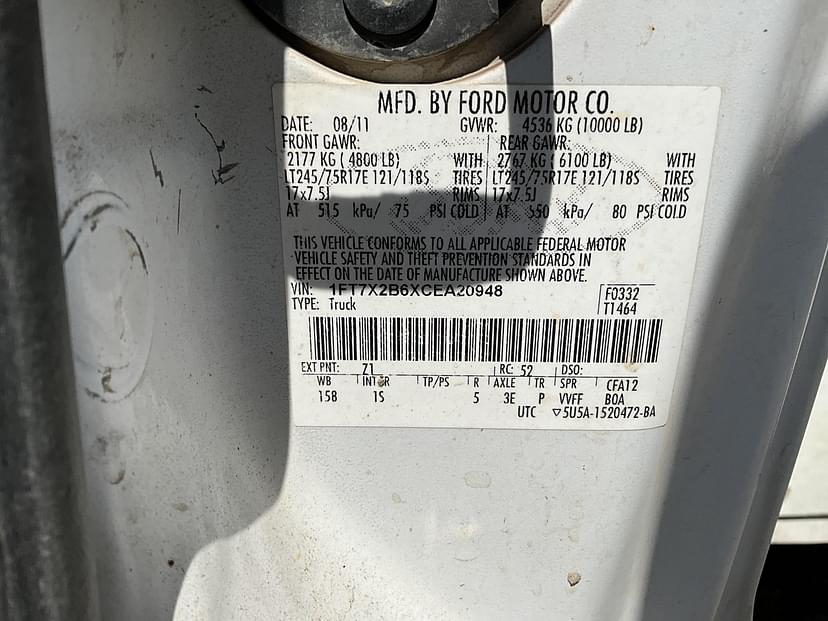 MFD. BY FORD MOTOR CO.
DATE: 08/11 GVWR: 4536 KG (10000 LB)
FRONT GAWR: REAR GAWR:
2177 KG ( 4800 LB) WITH 2767 KG ( 6100 LB) WITH
LT245/75R17E 121/118S TIRES LT245/75R17E 121/118S TIRES
17x7.5J RIMS 17x7.5J RIMS
AT 515 kPa/ 75 PSI COLD AT 550 kPa/ 80 PSI COLD
THIS VEHICLE CONFORMS TO ALL APPLICABLE FEDERAL MOTOR
VEHICLE SAFETY AND THEFT PREVENTION STANDARDS IN
EFFECT ON THE DATE OF MANUFACTURE SHOWN ABOVE.
VIN: 1FT7X2B6XCEA20948 F0332
TYPE: Truck T1464
EXT PNT: Z1 RC: 52 DSO:
WB INT TR TP/PS R AXLE TR SPR CFA12
158 1S 5 3E P VVFF BOA
UTC ▽5U5A-1520472-BA